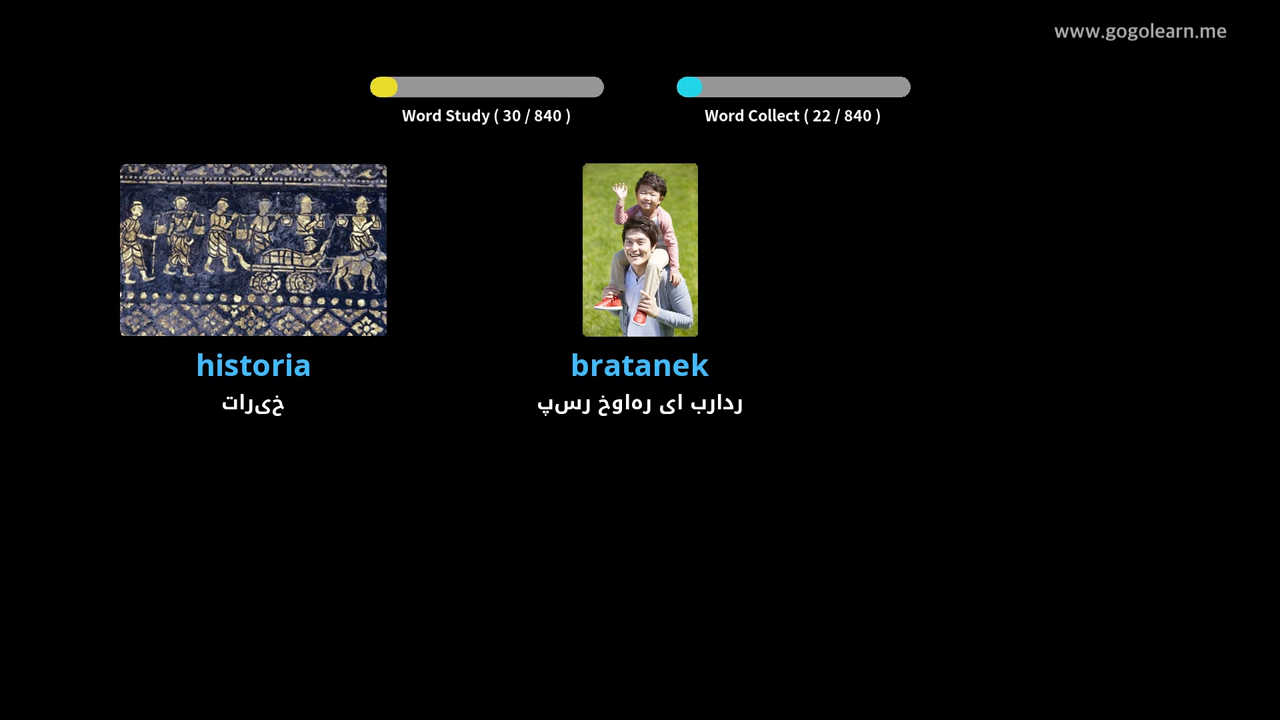 www.gogolearn.me
Word Study ( 30 / 840 )
Word Collect ( 22 / 840 )
historia
خیرات
bratanek
ردارب ای رهاوخ رسپ